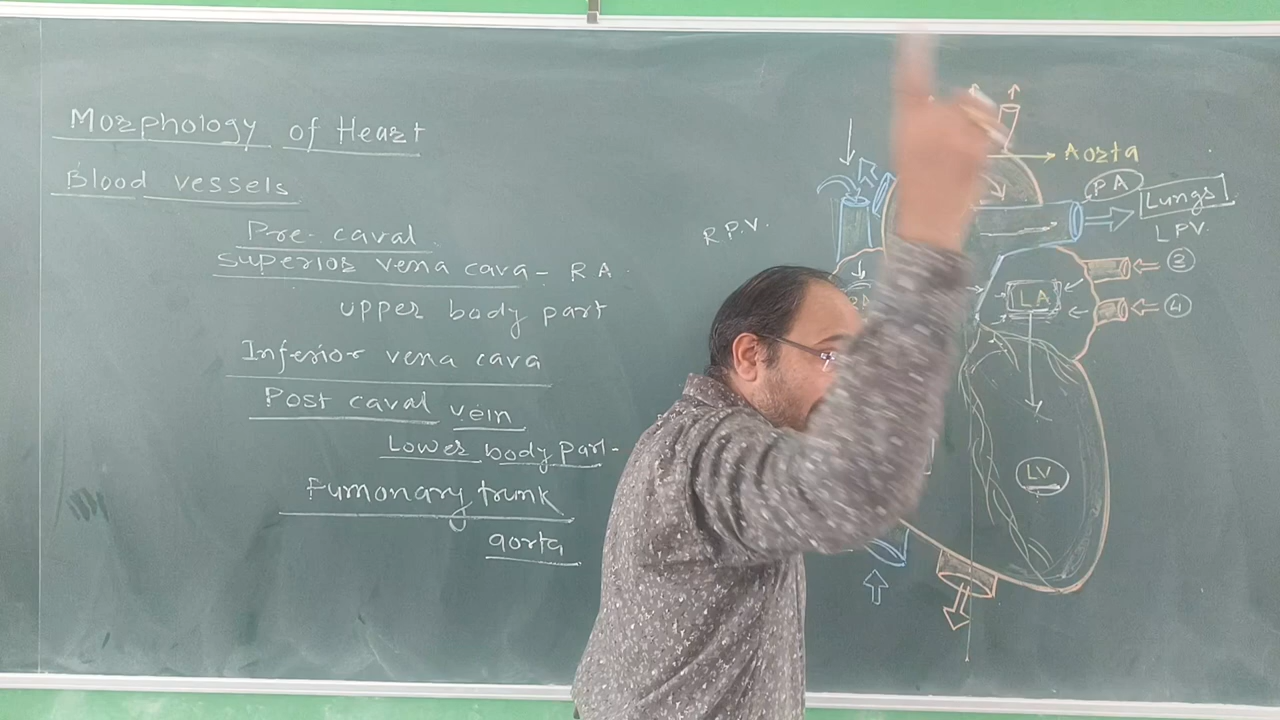 Morphology of Heart
Blood vessels
Pre-caval
Superior vena cava - RA
upper body part
Inferior vena cava
Post caval vein
Lower body part-
Pumonary trunk
aorta
Aorta
PA
Lungs
R.P.V.
LPV
3
LA
4
LV